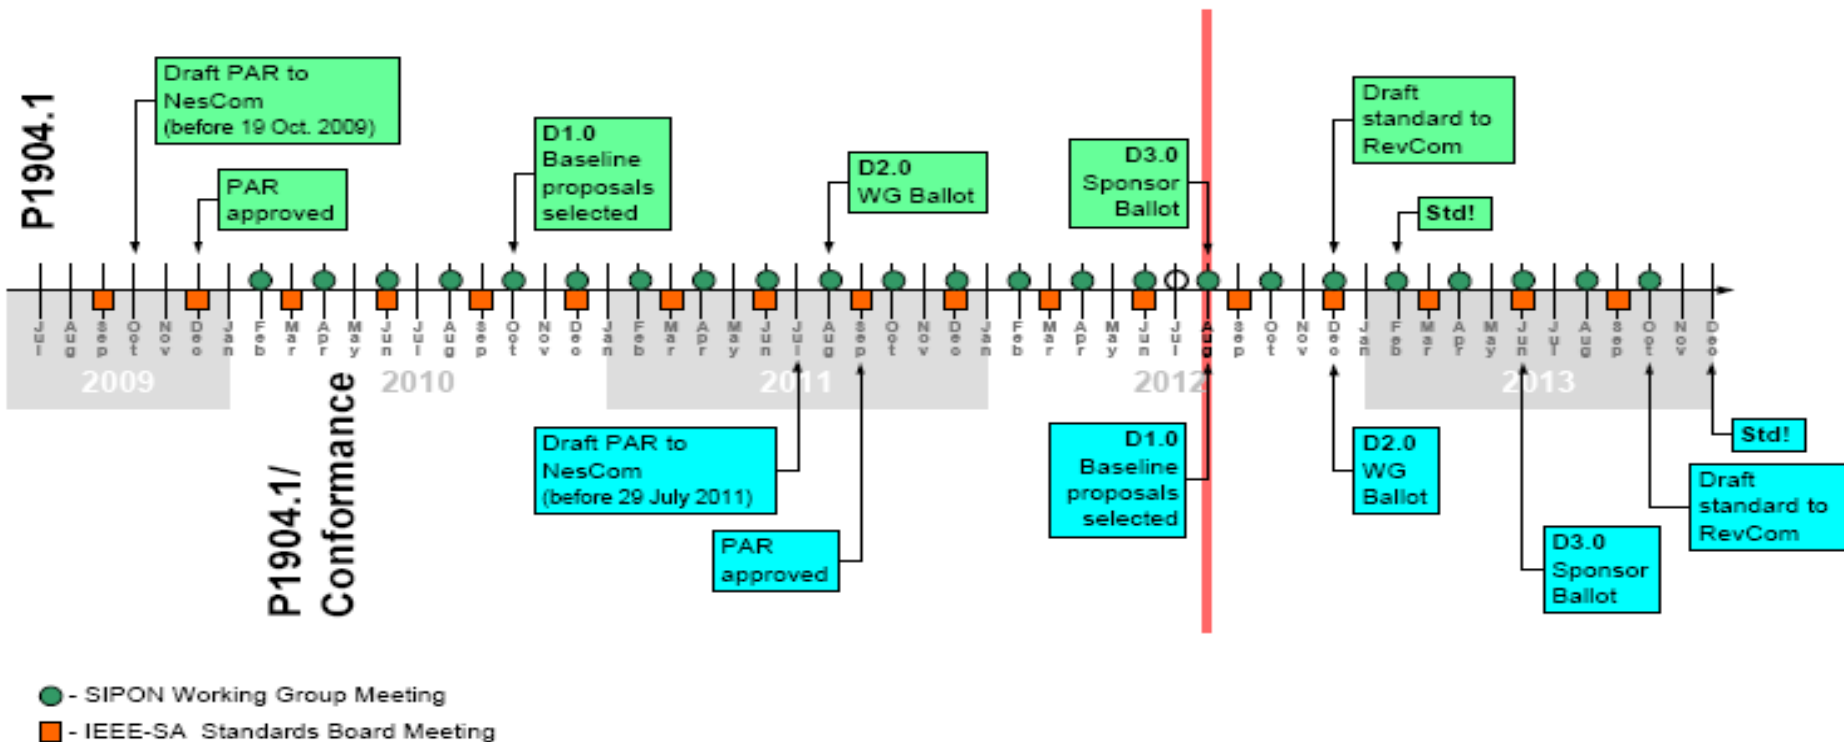 P1904.1
Draft PAR to
NesCom
(before 19 Oct. 2009)
PAR
approved
D1.0
Baseline
proposals
selected
D2.0
WG Ballot
D3.0
Sponsor
Ballot
Draft
standard to
RevCom
Std!
Jul Aug Sep Oct Nov Dec Jan Feb Mar Apr May Jun Jul Aug Sep Oct Nov Dec Jan Feb Mar Apr May Jun Jul Aug Sep Oct Nov Dec Jan Feb Mar Apr May Jun Jul Aug Sep Oct Nov Dec Jan Feb Mar Apr May Jun Jul Aug Sep Oct Nov Dec
2009 2010 2011 2012 2013
P1904.1/
Conformance
Draft PAR to
NesCom
(before 29 July 2011)
PAR
approved
D1.0
Baseline
proposals
selected
D2.0
WG
Ballot
D3.0
Sponsor
Ballot
Std!
Draft
standard to
RevCom
- SIPON Working Group Meeting
- IEEE-SA Standards Board Meeting